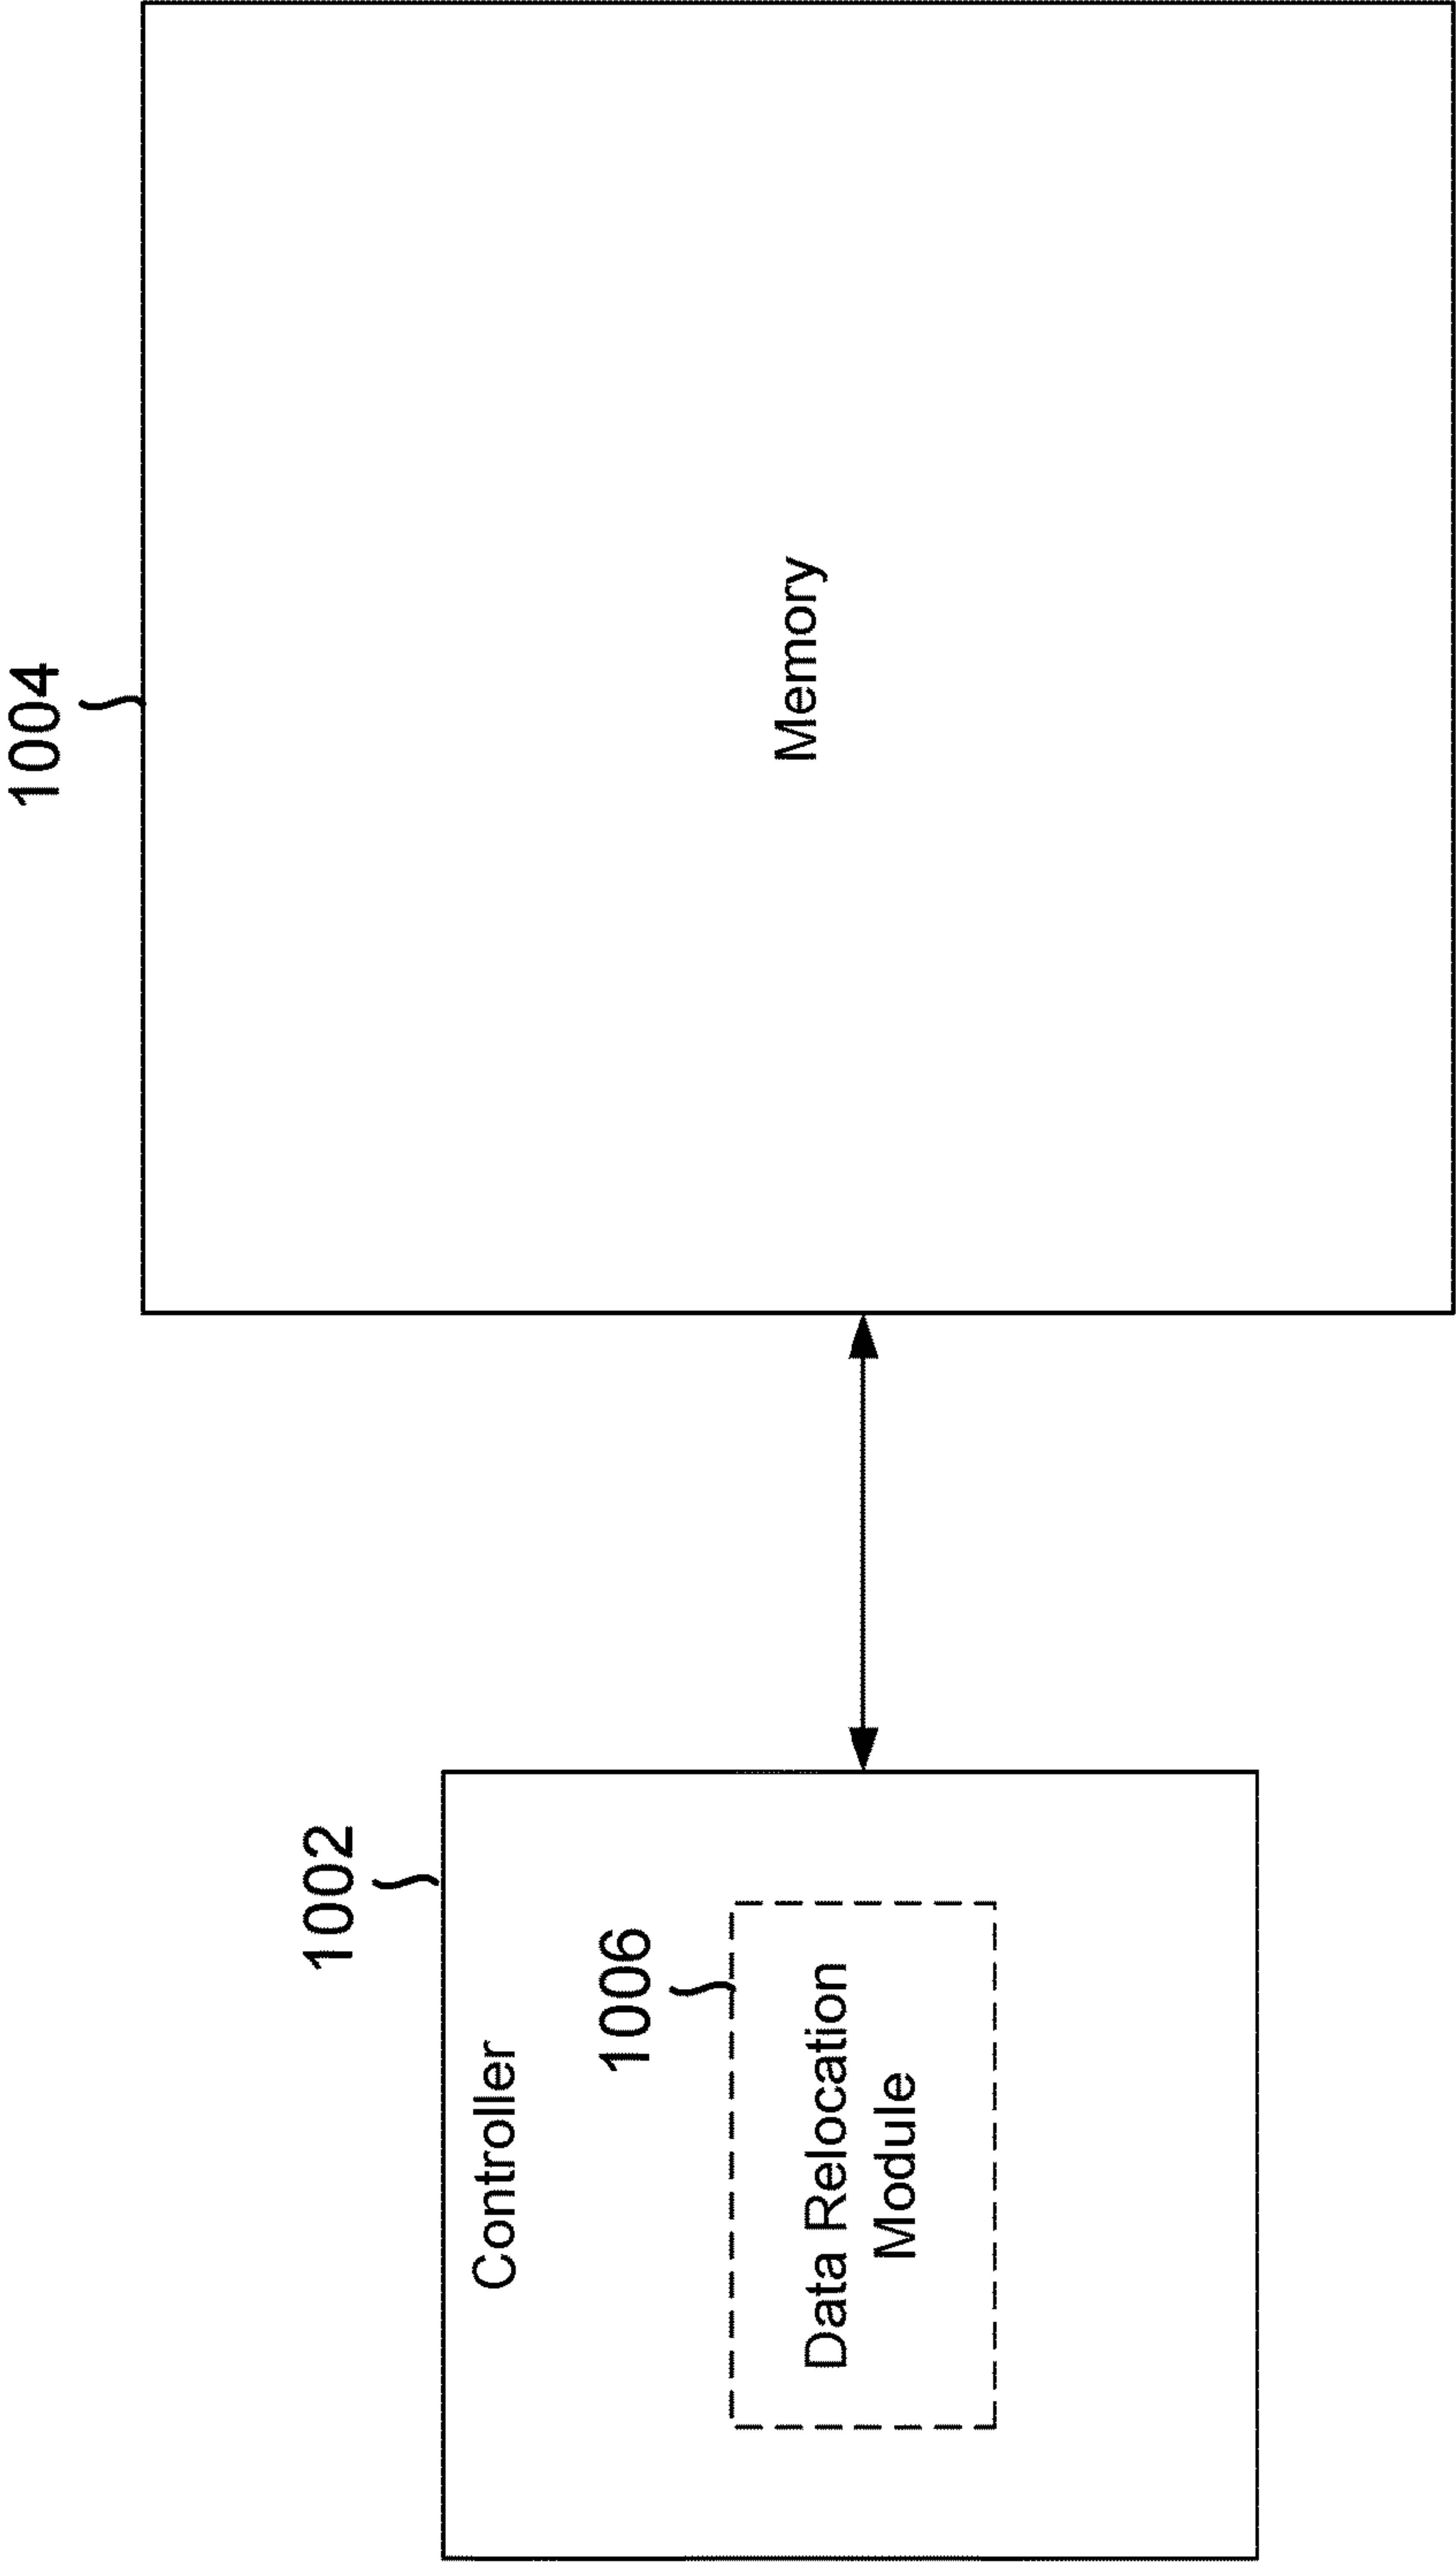 1004
Memory
1002
Controller
1006
Data Relocation
Module